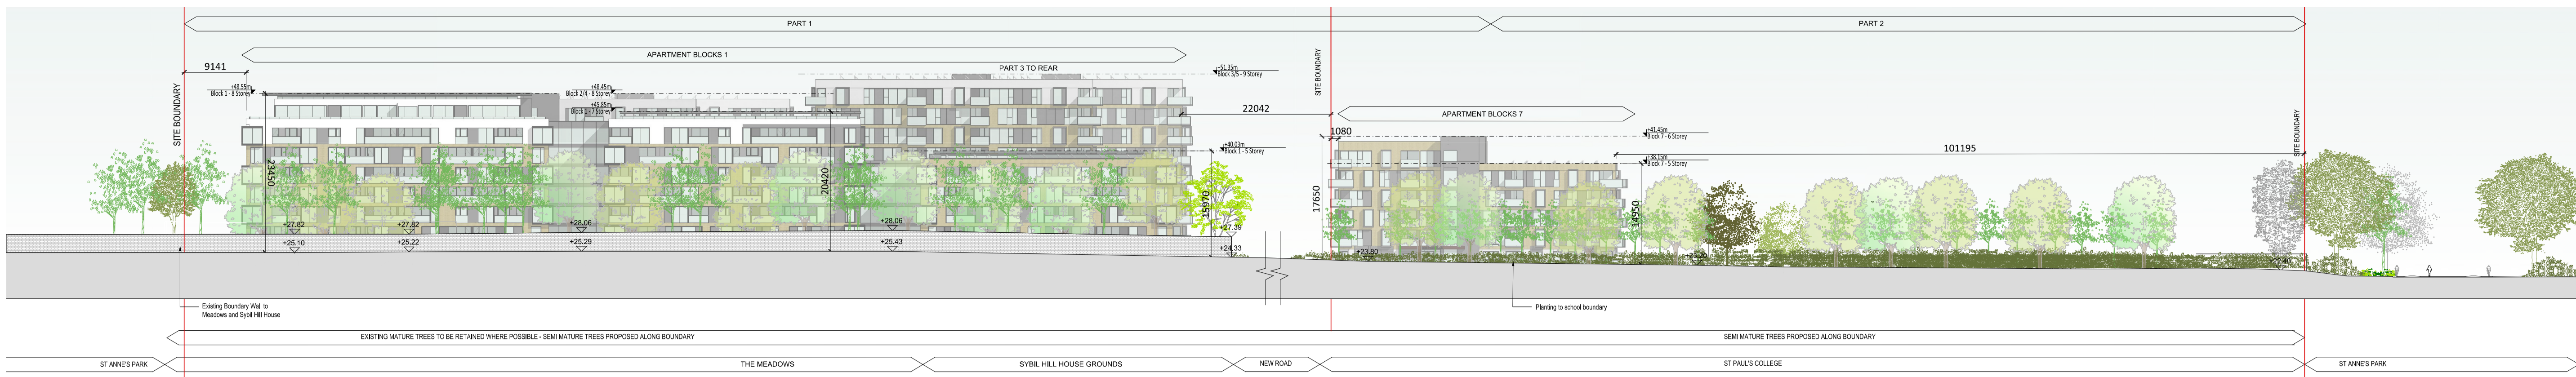 PART 1
PART 2
APARTMENT BLOCKS 1
PART 3 TO REAR
9141
SITE BOUNDARY
+48.55m
Block 1 - 8 Storey
+48.45m
Block 2/4 - 8 Storey
+45.85m
Block 1 - 7 Storey
+51.35m
Block 3/5 - 9 Storey
22042
SITE BOUNDARY
APARTMENT BLOCKS 7
1080
+41.45m
Block 7 - 6 Storey
+40.03m
Block 1 - 5 Storey
+38.15m
Block 7 - 5 Storey
101195
SITE BOUNDARY
23450
20420
15970
17650
14950
+27.82
+27.82
+28.06
+28.06
+27.39
+25.10
+25.22
+25.29
+25.43
+24.33
+23.80
Existing Boundary Wall to
Meadows and Sybil Hill House
Planting to school boundary
EXISTING MATURE TREES TO BE RETAINED WHERE POSSIBLE - SEMI MATURE TREES PROPOSED ALONG BOUNDARY
SEMI MATURE TREES PROPOSED ALONG BOUNDARY
ST ANNE'S PARK
THE MEADOWS
SYBIL HILL HOUSE GROUNDS
NEW ROAD
ST PAUL'S COLLEGE
ST ANNE'S PARK